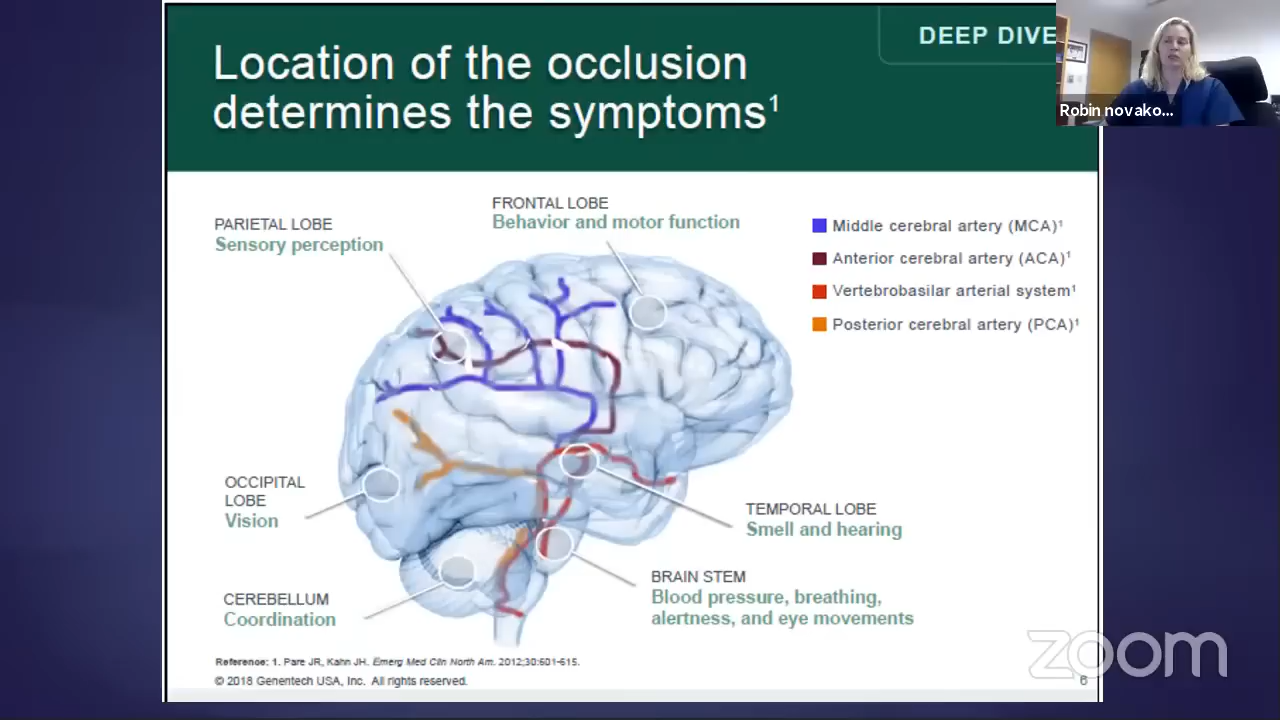 Location of the occlusion
determines the symptoms¹
DEEP DIVE
Robin novako...
PARIETAL LOBE
Sensory perception
FRONTAL LOBE
Behavior and motor function
Middle cerebral artery (MCA)¹
Anterior cerebral artery (ACA)¹
Vertebrobasilar arterial system¹
Posterior cerebral artery (PCA)¹
OCCIPITAL
LOBE
Vision
TEMPORAL LOBE
Smell and hearing
CEREBELLUM
Coordination
BRAIN STEM
Blood pressure, breathing,
alertness, and eye movements
Reference: 1. Pare JR, Kahn JH. Emerg Med Clin North Am. 2012;30:601-615.
© 2018 Genentech USA, Inc. All rights reserved.
6
zoom